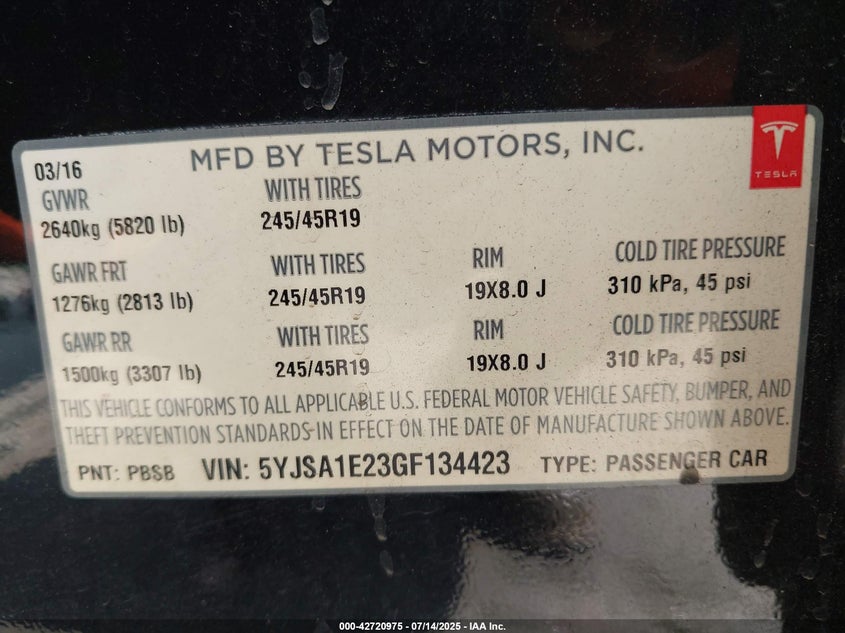 03/16 MFD BY TESLA MOTORS, INC.
TESLA
GVWR WITH TIRES
2640kg (5820 lb) 245/45R19
GAWR FRT WITH TIRES RIM COLD TIRE PRESSURE
1276kg (2813 lb) 245/45R19 19X8.0 J 310 kPa, 45 psi
GAWR RR WITH TIRES RIM COLD TIRE PRESSURE
1500kg (3307 lb) 245/45R19 19X8.0 J 310 kPa, 45 psi
THIS VEHICLE CONFORMS TO ALL APPLICABLE U.S. FEDERAL MOTOR VEHICLE SAFETY, BUMPER, AND
THEFT PREVENTION STANDARDS IN EFFECT ON THE DATE OF MANUFACTURE SHOWN ABOVE.
PNT: PBSB VIN: 5YJSA1E23GF134423 TYPE: PASSENGER CAR
000-42720975 - 07/14/2025 - IAA Inc.